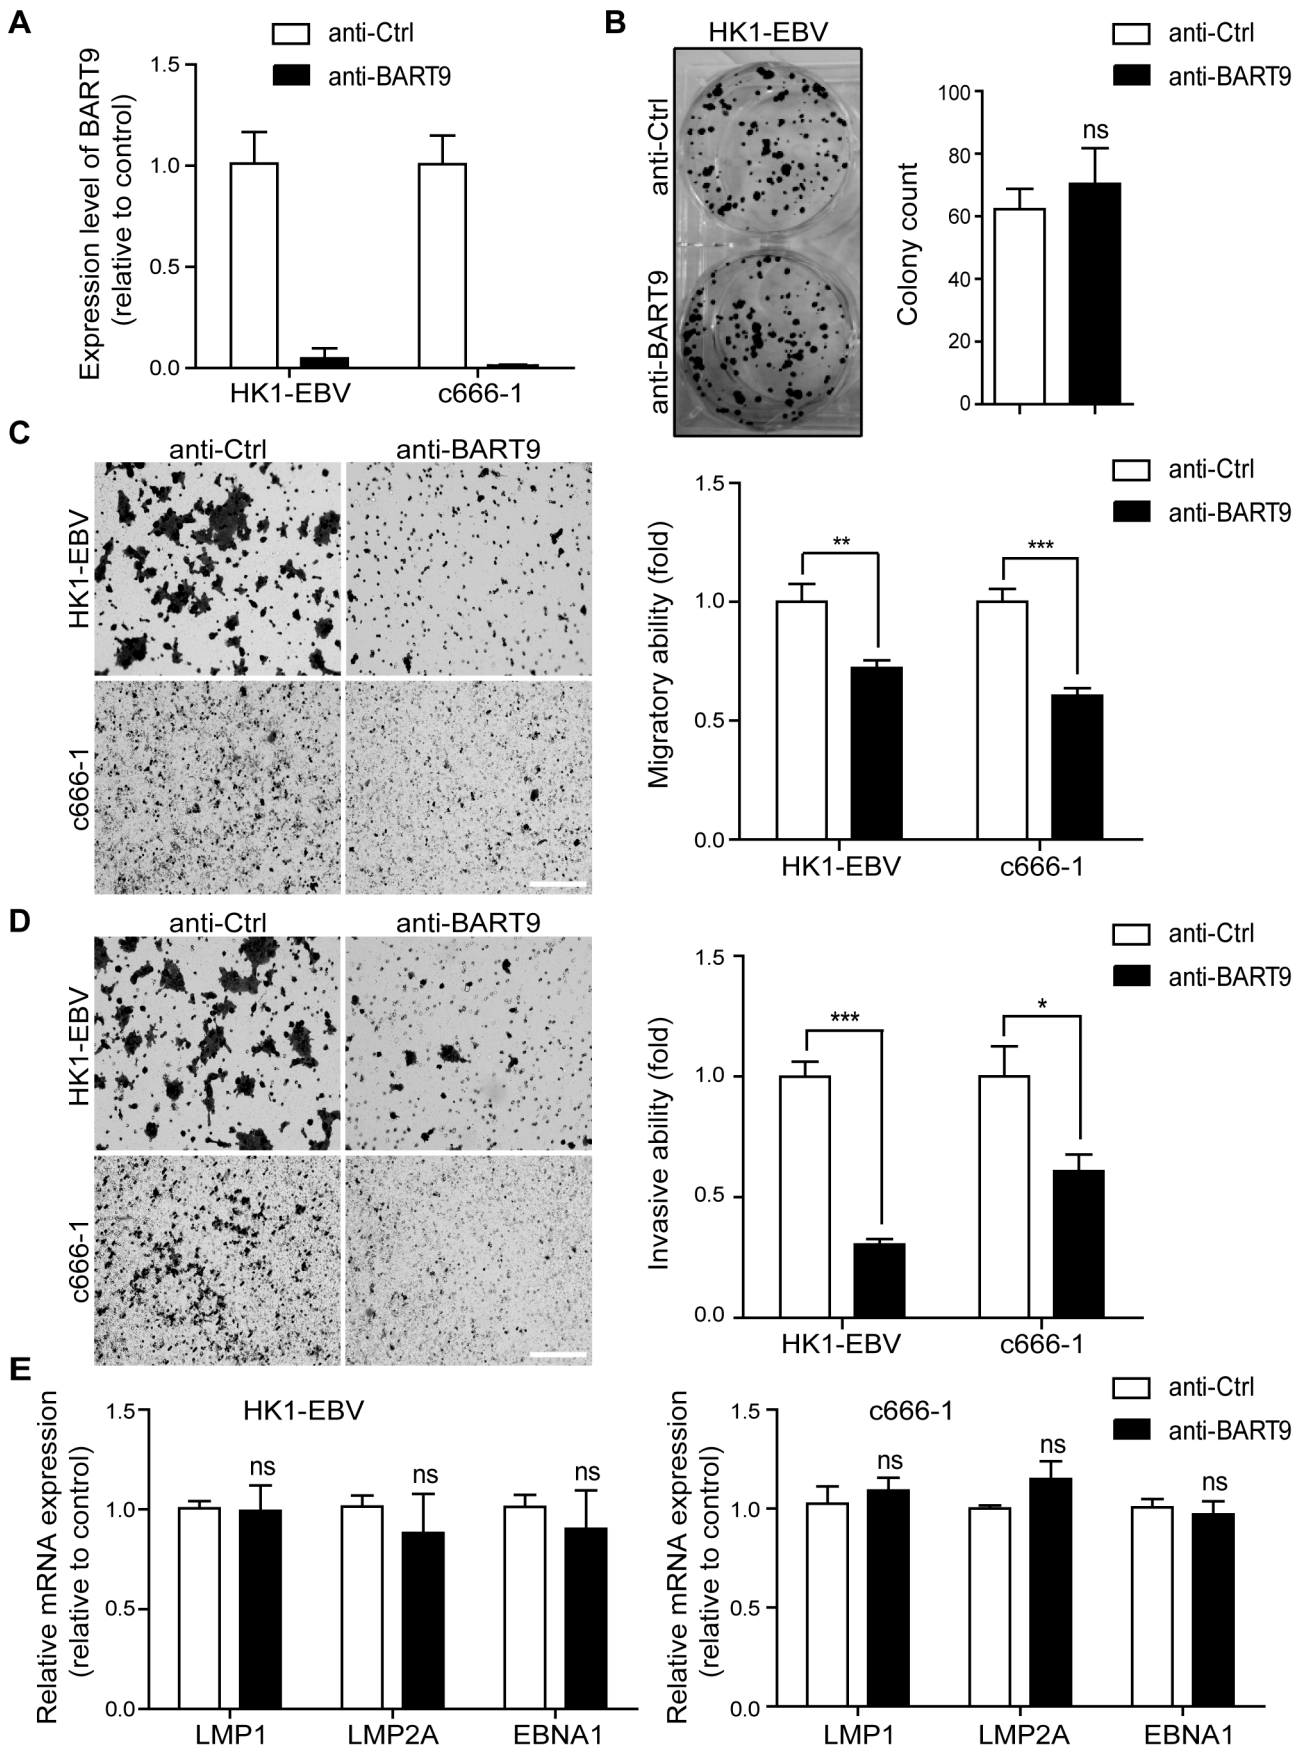 A
anti-Ctrl
anti-BART9
Expression level of BART9
(relative to control)
1.5
1.0
0.5
0.0
HK1-EBV
c666-1
B
HK1-EBV
anti-Ctrl
anti-BART9
anti-Ctrl
anti-BART9
Colony count
100
80
60
40
20
0
ns
C
anti-Ctrl
anti-BART9
HK1-EBV
c666-1
anti-Ctrl
anti-BART9
Migratory ability (fold)
1.5
1.0
0.5
0.0
**
***
HK1-EBV
c666-1
D
anti-Ctrl
anti-BART9
HK1-EBV
c666-1
anti-Ctrl
anti-BART9
Invasive ability (fold)
1.5
1.0
0.5
0.0
***
*
HK1-EBV
c666-1
E
HK1-EBV
Relative mRNA expression
(relative to control)
1.5
1.0
0.5
0.0
ns
ns
ns
LMP1
LMP2A
EBNA1
c666-1
anti-Ctrl
anti-BART9
Relative mRNA expression
(relative to control)
1.5
1.0
0.5
0.0
ns
ns
ns
LMP1
LMP2A
EBNA1